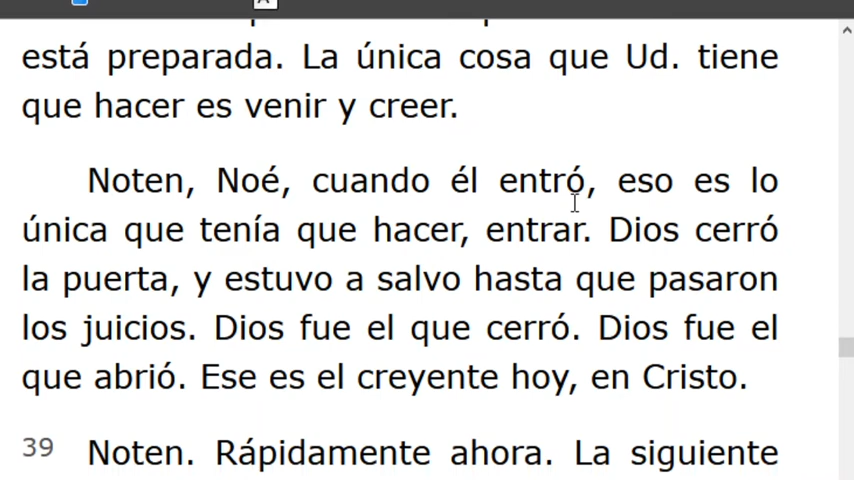 está preparada. La única cosa que Ud. tiene
que hacer es venir y creer.
Noten, Noé, cuando él entró, eso es lo
única que tenía que hacer, entrar. Dios cerró
la puerta, y estuvo a salvo hasta que pasaron
los juicios. Dios fue el que cerró. Dios fue el
que abrió. Ese es el creyente hoy, en Cristo.
39 Noten. Rápidamente ahora. La siguiente